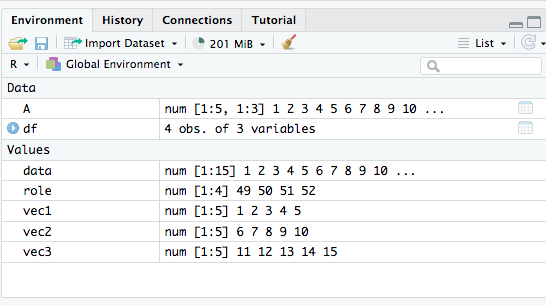 Environment History Connections Tutorial
Import Dataset 201 MiB List
R Global Environment
Data
A num [1:5, 1:3] 1 2 3 4 5 6 7 8 9 10 ...
df 4 obs. of 3 variables
Values
data num [1:15] 1 2 3 4 5 6 7 8 9 10 ...
role num [1:4] 49 50 51 52
vec1 num [1:5] 1 2 3 4 5
vec2 num [1:5] 6 7 8 9 10
vec3 num [1:5] 11 12 13 14 15